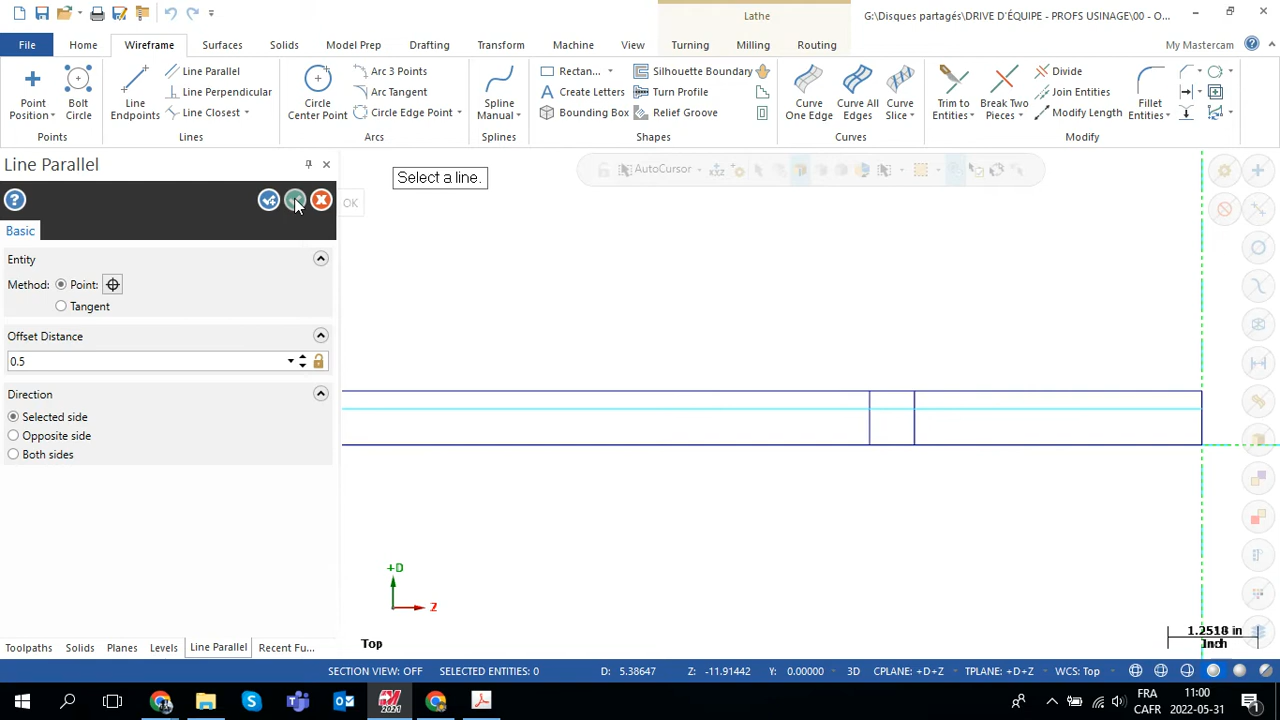 Lathe
G:\Disques partagés\DRIVE D'ÉQUIPE - PROFS USINAGE\00 - O...
File Home Wireframe Surfaces Solids Model Prep Drafting Transform Machine View Turning Milling Routing My Mastercam
Point Position
Bolt Circle
Points
Line Endpoints
Line Parallel
Line Perpendicular
Line Closest
Lines
Circle Center Point
Arc 3 Points
Arc Tangent
Circle Edge Point
Arcs
Spline Manual
Splines
Rectan...
Create Letters
Bounding Box
Silhouette Boundary
Turn Profile
Relief Groove
Shapes
Curve One Edge
Curve All Edges
Curve Slice
Curves
Trim to Entities
Break Two Pieces
Divide
Join Entities
Modify Length
Fillet Entities
Modify
Line Parallel
Select a line.
AutoCursor
OK
Basic
Entity
Method: Point:
Tangent
Offset Distance
0.5
Direction
Selected side
Opposite side
Both sides
+D
Z
Top
1.2518 in
Inch
Toolpaths Solids Planes Levels Line Parallel Recent Fu...
SECTION VIEW: OFF SELECTED ENTITIES: 0 D: 5.38647 Z: -11.91442 Y: 0.00000 3D CPLANE: +D+Z TPLANE: +D+Z WCS: Top
FRA 11:00
CAFR 2022-05-31